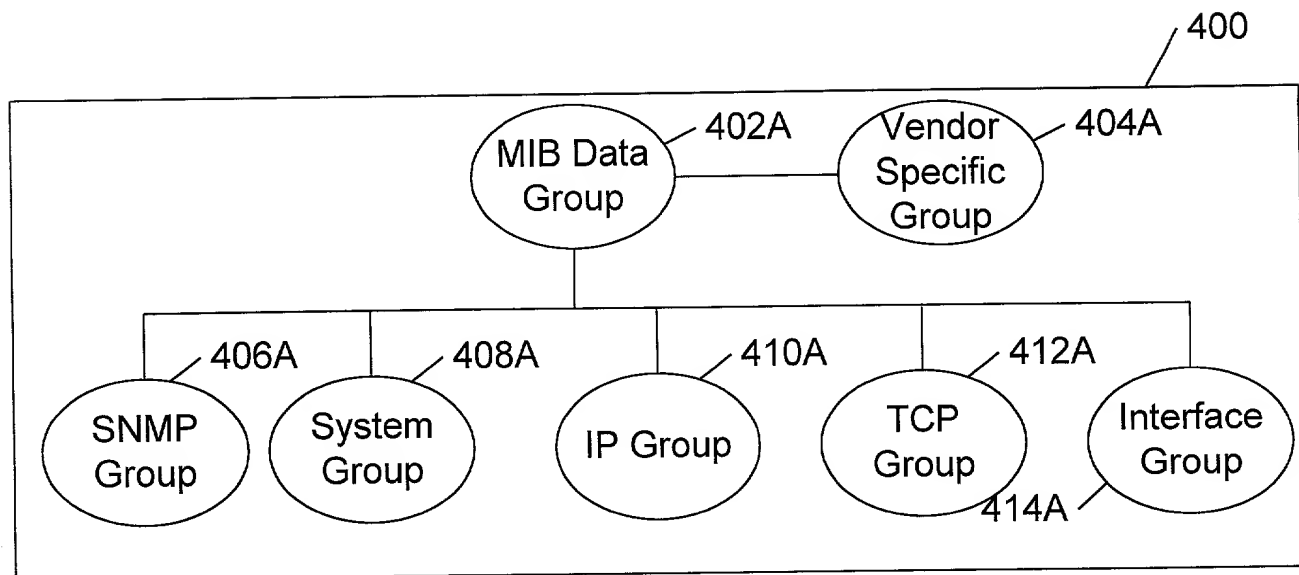 400
MIB Data
Group
402A
Vendor
Specific
Group
404A
SNMP
Group
406A
System
Group
408A
IP Group
410A
TCP
Group
412A
Interface
Group
414A